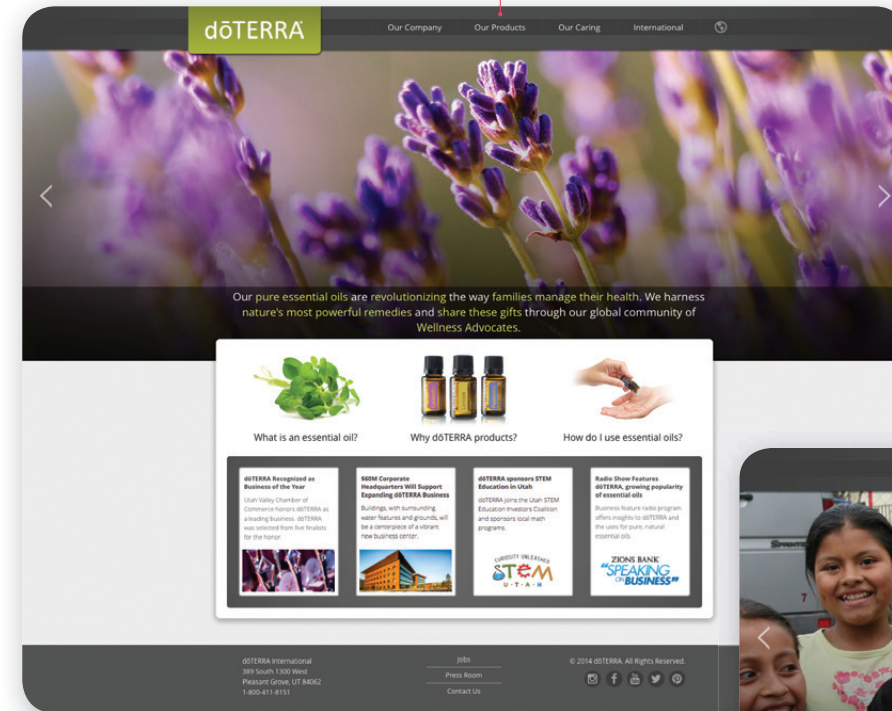 dōTERRA
Our Company
Our Products
Our Caring
International
Our pure essential oils are revolutionizing the way families manage their health. We harness
nature's most powerful remedies and share these gifts through our global community of
Wellness Advocates.
What is an essential oil?
Why dōTERRA products?
How do I use essential oils?
dōTERRA Recognized as
Business of the Year
Utah Valley Chamber of
Commerce honors dōTERRA as
a leading business. dōTERRA
was selected from five finalists
for the honor.
$60M Corporate
Headquarters Will Support
Expanding dōTERRA Business
Buildings, with surrounding
water features and grounds, will
be a centerpiece of a vibrant
new business center.
dōTERRA sponsors STEM
Education in Utah
dōTERRA joins the Utah STEM
Education Investors Coalition
and sponsors local math
programs.
CURIOSITY UNLEASHED
STEM
U·T·A·H
Radio Show Features
dōTERRA, growing popularity
of essential oils
Business feature radio program
offers insights to dōTERRA and
the uses for pure, natural
essential oils.
ZIONS BANK
"SPEAKING
ON BUSINESS"
7
dōTERRA International
389 South 1300 West
Pleasant Grove, UT 84062
1-800-411-8151
Jobs
Press Room
Contact Us
© 2014 dōTERRA. All Rights Reserved.